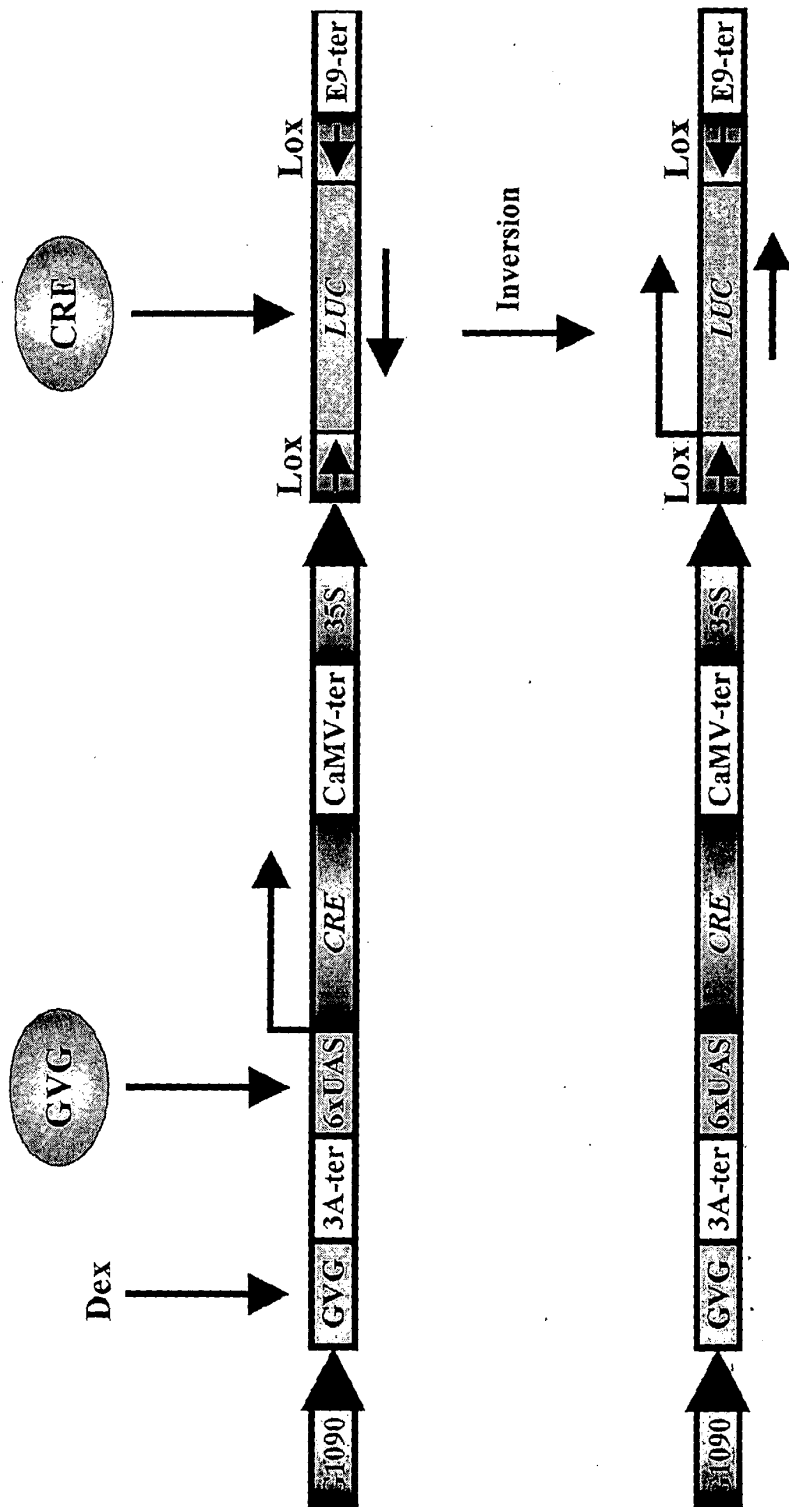 Dex
GVG
CRE
Lox
Lox
G1090 GVG 3A-ter 6xUAS CRE CaMV-ter 35S LUC E9-ter
Inversion
Lox
Lox
G1090 GVG 3A-ter 6xUAS CRE CaMV-ter 35S LUC E9-ter